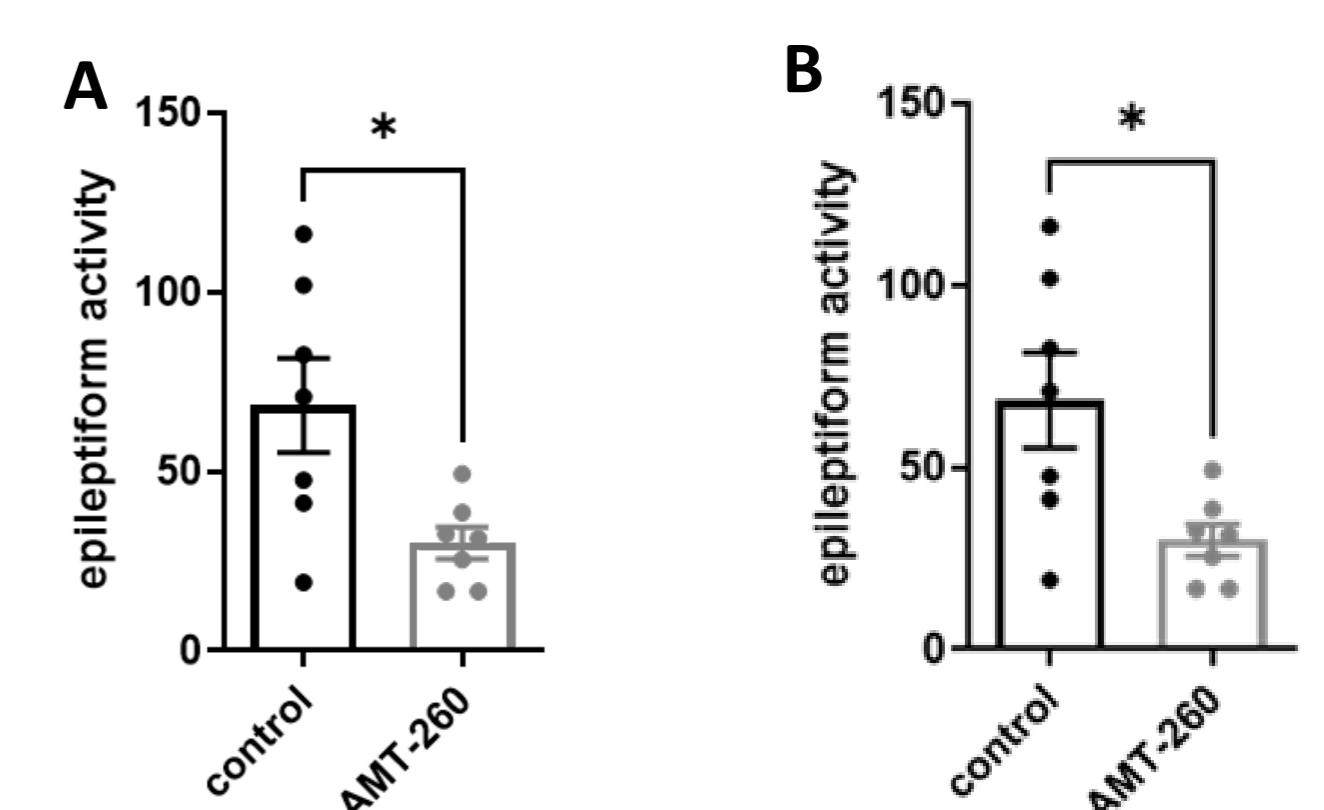 A
150
*
100
50
0
epileptiform activity
control
AMT-260
B
150
*
100
50
0
epileptiform activity
control
AMT-260